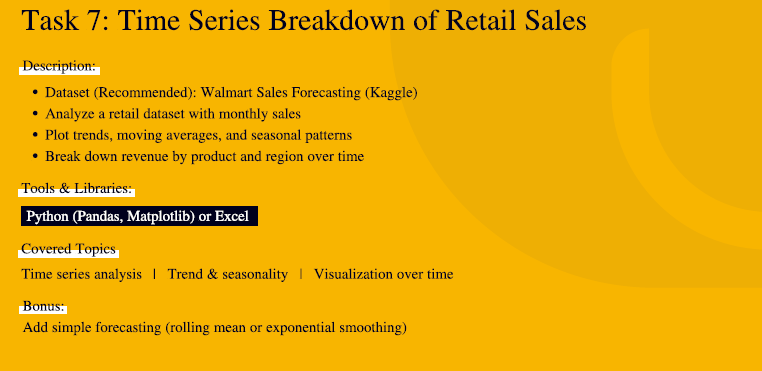 Task 7: Time Series Breakdown of Retail Sales
Description:
• Dataset (Recommended): Walmart Sales Forecasting (Kaggle)
• Analyze a retail dataset with monthly sales
• Plot trends, moving averages, and seasonal patterns
• Break down revenue by product and region over time
Tools & Libraries:
Python (Pandas, Matplotlib) or Excel
Covered Topics
Time series analysis | Trend & seasonality | Visualization over time
Bonus:
Add simple forecasting (rolling mean or exponential smoothing)